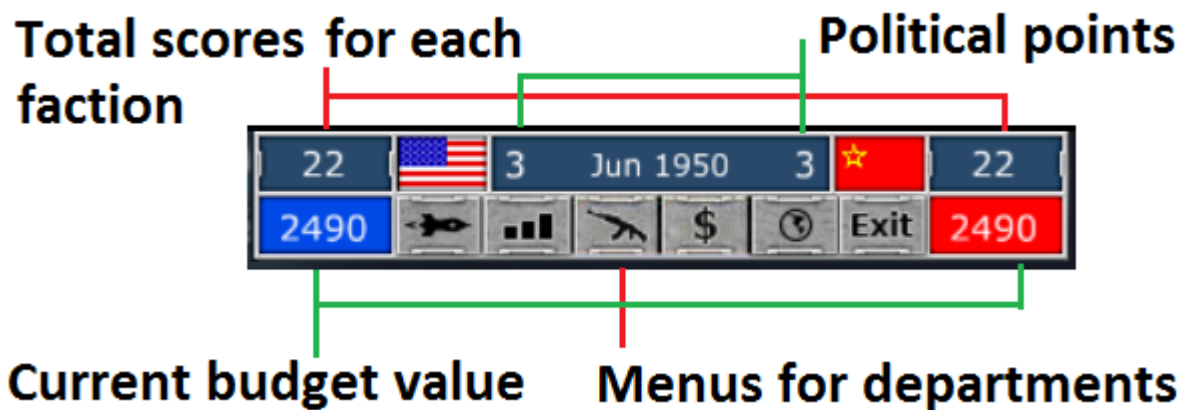 Total scores for each
faction
Political points
22 3 Jun 1950 3 22
2490 $ Exit 2490
Current budget value
Menus for departments